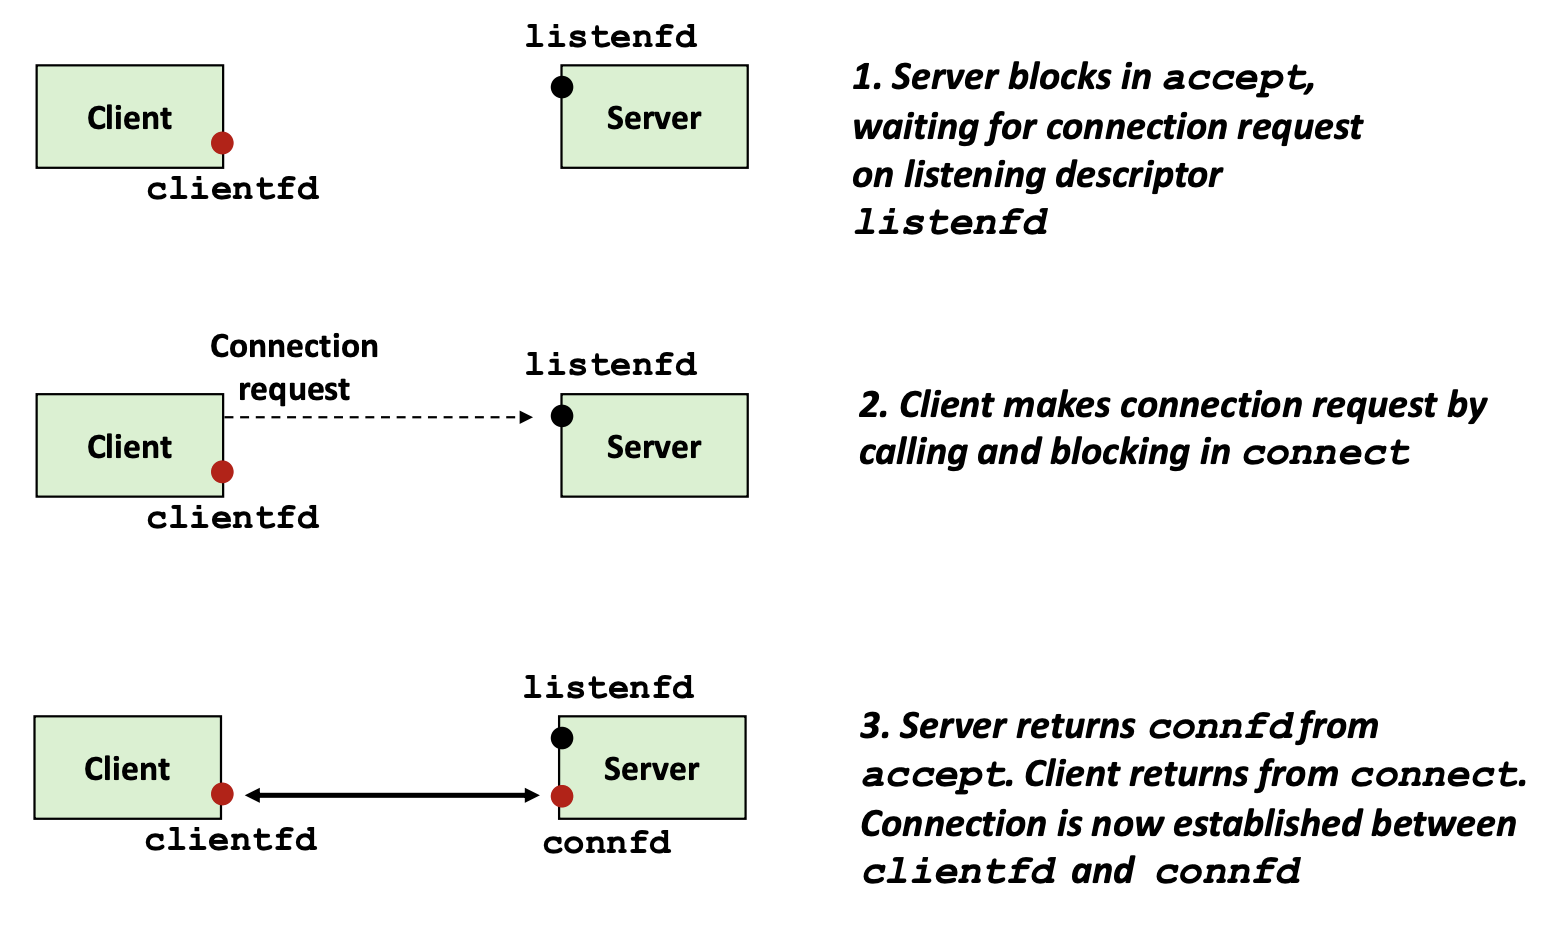 listenfd
Client
Server
clientfd
1. Server blocks in accept,
waiting for connection request
on listening descriptor
listenfd
Connection
request
listenfd
Client
Server
clientfd
2. Client makes connection request by
calling and blocking in connect
listenfd
Client
Server
clientfd
connfd
3. Server returns connfd from
accept. Client returns from connect.
Connection is now established between
clientfd and connfd